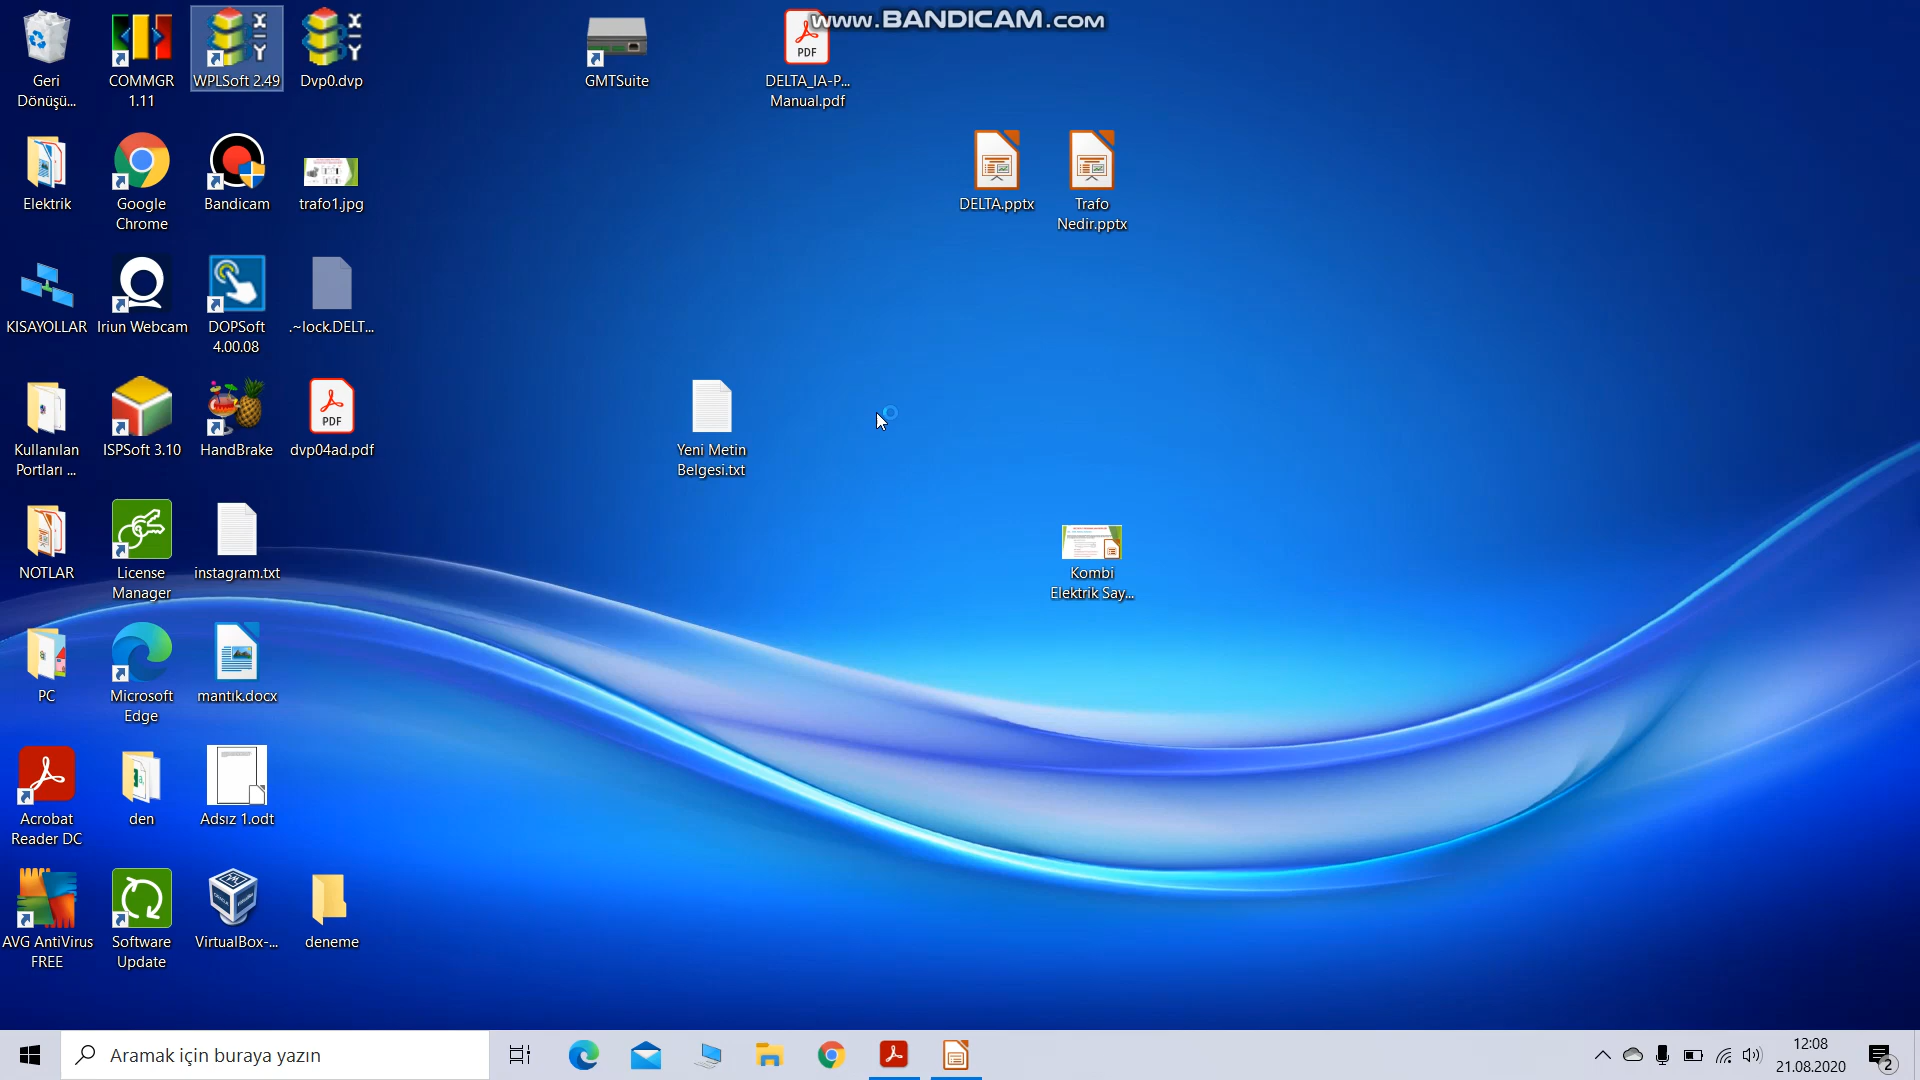 www.BANDICAM.com
Geri
Dönüşü...
COMMGR
1.11
WPLSoft 2.49
Dvp0.dvp
GMTSuite
PDF
DELTA_IA-P...
Manual.pdf
Elektrik
Google
Chrome
Bandicam
trafo1.jpg
DELTA.pptx
Trafo
Nedir.pptx
KISAYOLLAR
Iriun Webcam
DOPSoft
4.00.08
.~lock.DELT...
Kullanılan
Portları ...
ISPSoft 3.10
HandBrake
PDF
dvp04ad.pdf
Yeni Metin
Belgesi.txt
NOTLAR
License
Manager
instagram.txt
Kombi
Elektrik Say...
PC
Microsoft
Edge
mantık.docx
Acrobat
Reader DC
den
Adsız 1.odt
AVG AntiVirus
FREE
Software
Update
VirtualBox-...
deneme
Aramak için buraya yazın
12:08
21.08.2020
2